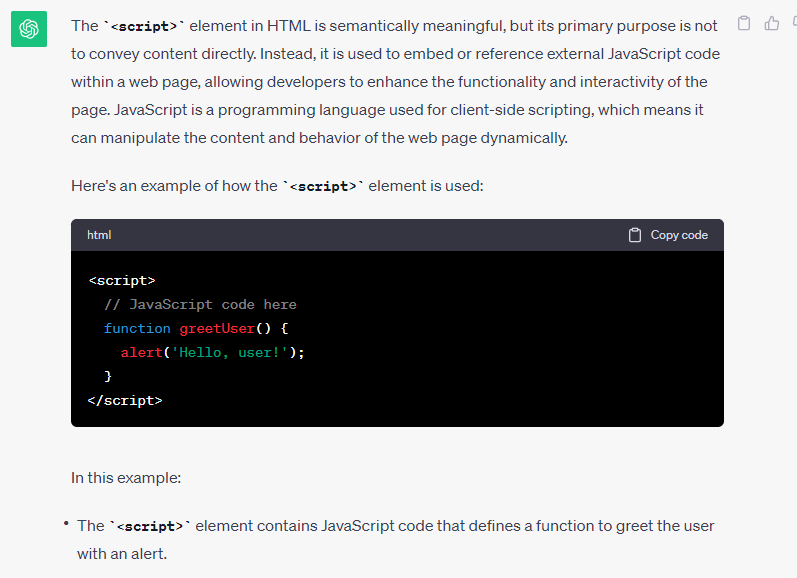 The `<script>` element in HTML is semantically meaningful, but its primary purpose is not
to convey content directly. Instead, it is used to embed or reference external JavaScript code
within a web page, allowing developers to enhance the functionality and interactivity of the
page. JavaScript is a programming language used for client-side scripting, which means it
can manipulate the content and behavior of the web page dynamically.
Here's an example of how the `<script>` element is used:
html Copy code
<script>
// JavaScript code here
function greetUser() {
alert('Hello, user!');
}
</script>
In this example:
• The `<script>` element contains JavaScript code that defines a function to greet the user
with an alert.